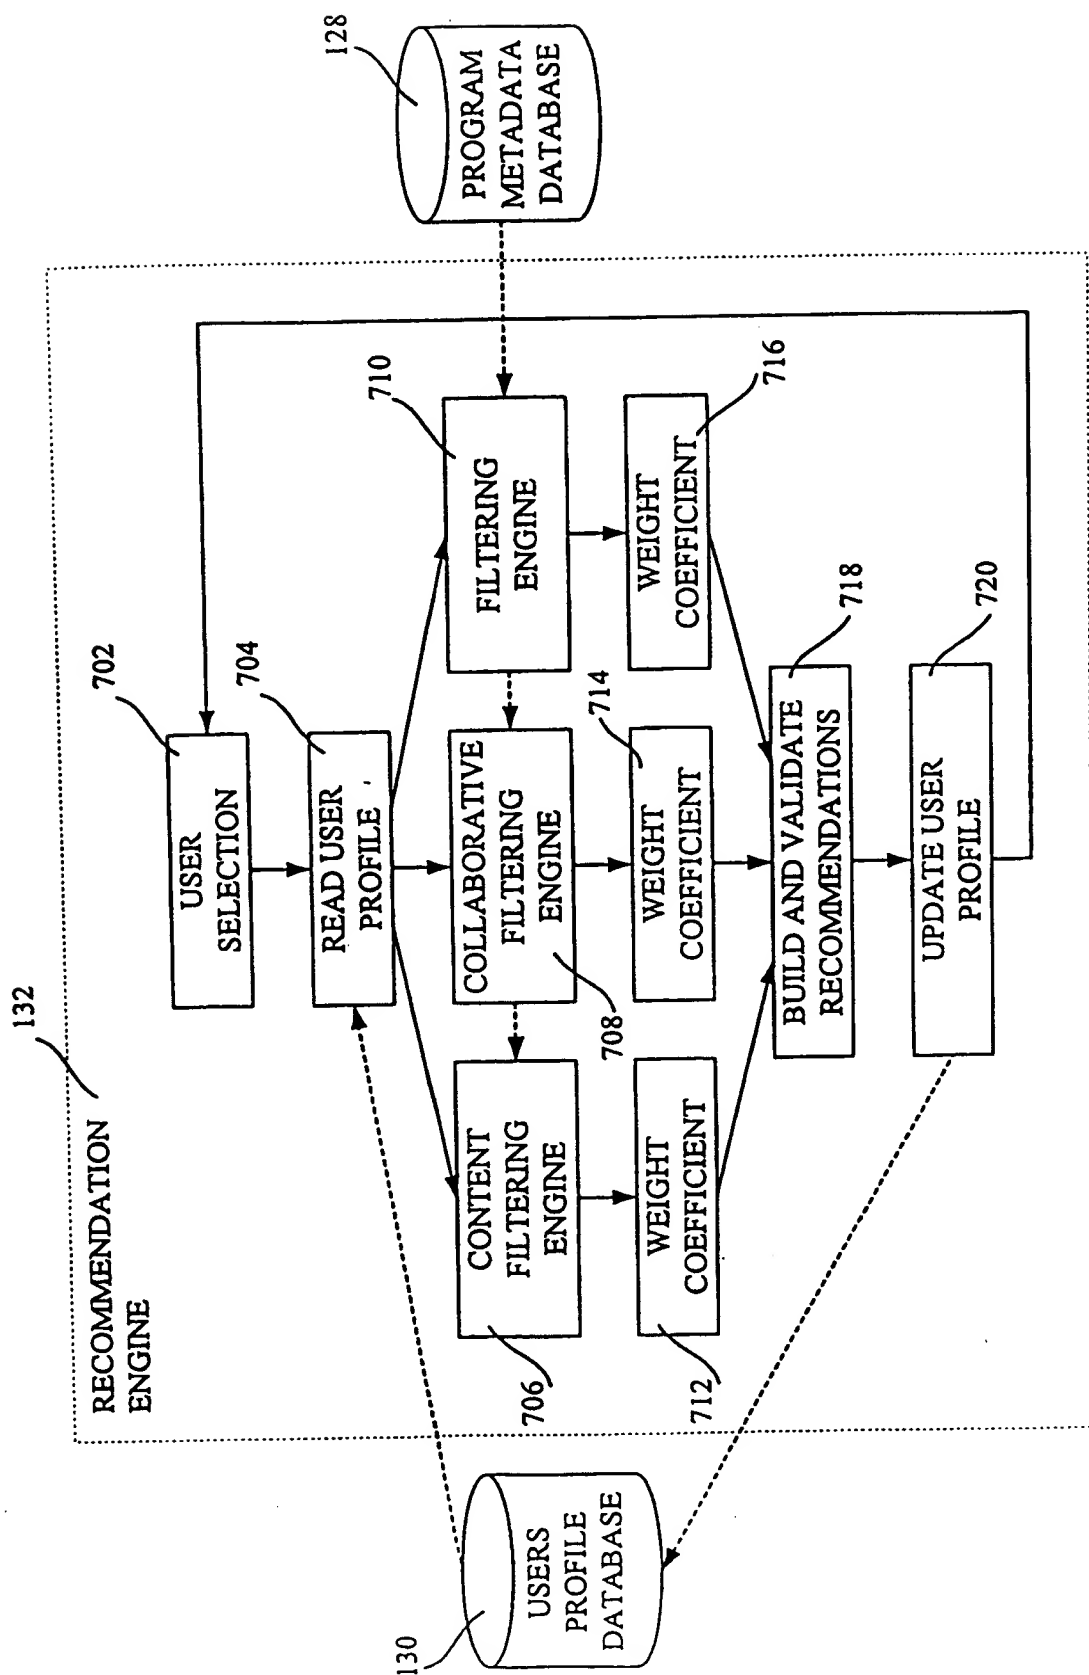 RECOMMENDATION
ENGINE
132
702
USER
SELECTION
704
READ USER
PROFILE
130
USERS
PROFILE
DATABASE
706
CONTENT
FILTERING
ENGINE
708
COLLABORATIVE
FILTERING
ENGINE
710
FILTERING
ENGINE
128
PROGRAM
METADATA
DATABASE
712
WEIGHT
COEFFICIENT
714
WEIGHT
COEFFICIENT
716
WEIGHT
COEFFICIENT
718
BUILD AND VALIDATE
RECOMMENDATIONS
720
UPDATE USER
PROFILE